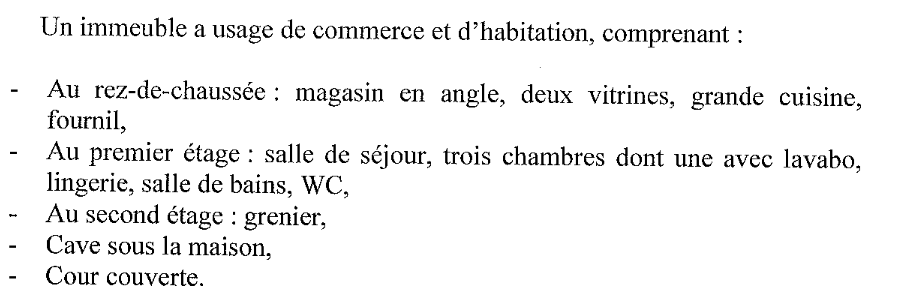 Un immeuble a usage de commerce et d'habitation, comprenant :
- Au rez-de-chaussée : magasin en angle, deux vitrines, grande cuisine,
fournil,
- Au premier étage : salle de séjour, trois chambres dont une avec lavabo,
lingerie, salle de bains, WC,
- Au second étage : grenier,
- Cave sous la maison,
- Cour couverte.